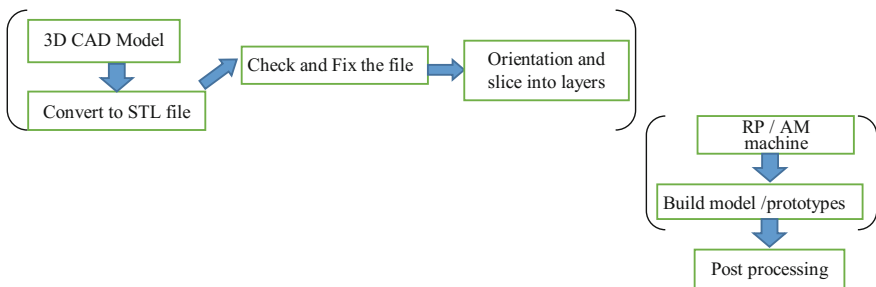 3D CAD Model
Convert to STL file
Check and Fix the file
Orientation and
slice into layers
RP / AM
machine
Build model /prototypes
Post processing